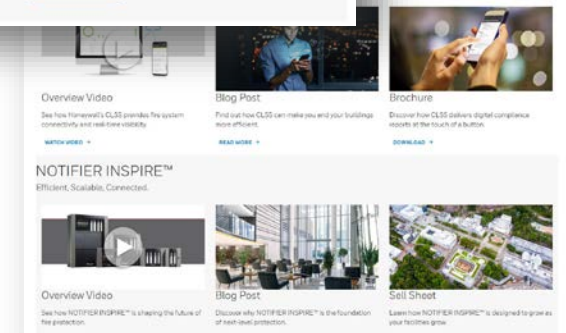 Overview Video
See how Honeywell's CLSS provides fire system
connectivity and real-time visibility.
WATCH VIDEO
Blog Post
Find out how CLSS can make you and your buildings
more efficient.
READ MORE
Brochure
Discover how CLSS delivers digital compliance
reports at the touch of a button.
DOWNLOAD
NOTIFIER INSPIRE™
Efficient, Scalable, Connected.
Overview Video
See how NOTIFIER INSPIRE™ is shaping the future of
fire protection.
Blog Post
Discover why NOTIFIER INSPIRE™ is the foundation
of next-level protection.
Sell Sheet
Learn how NOTIFIER INSPIRE™ is designed to grow as
your facilities grow.